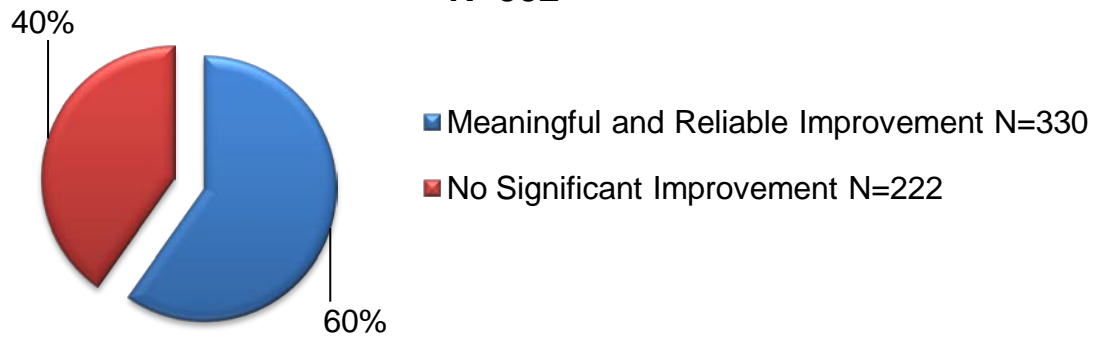 40%
Meaningful and Reliable Improvement N=330
No Significant Improvement N=222
60%